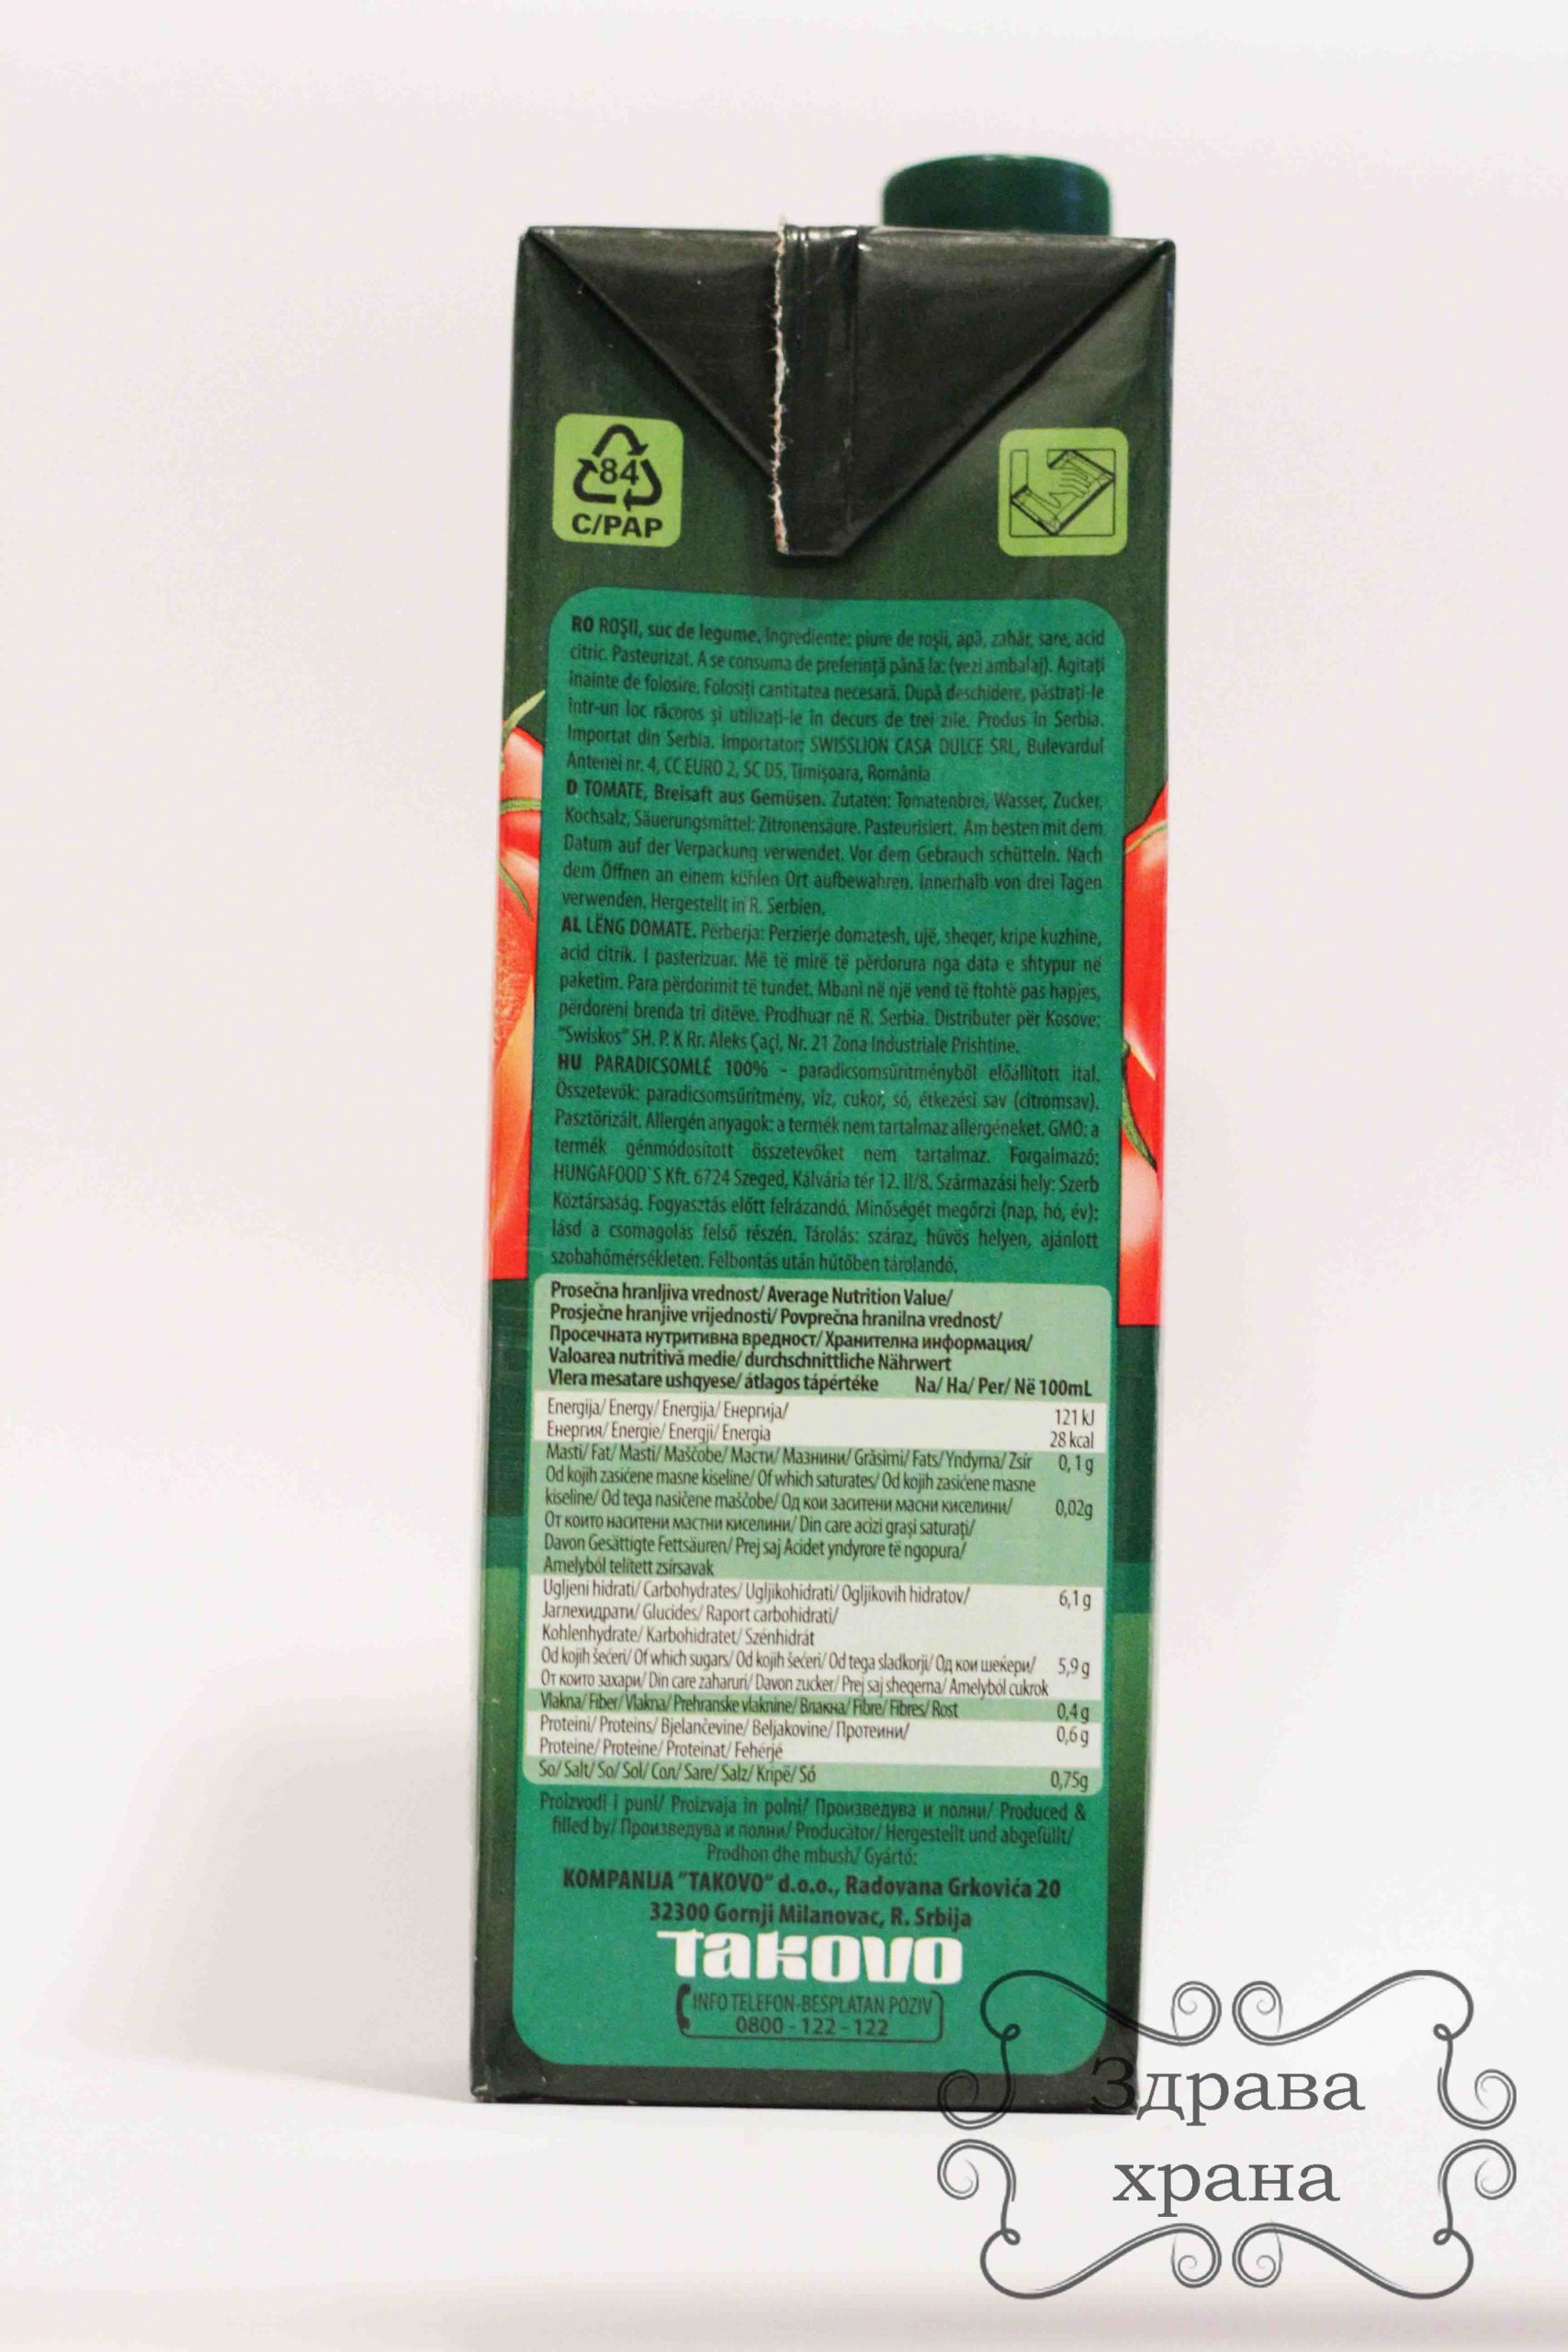 84
C/PAP
RO ROȘII, suc de legume. Ingrediente: piure de roșii, apă, zahăr, sare, acid
citric. Pasteurizat. A se consuma de preferință până la: (vezi ambalaj). Agitați
înainte de folosire. Folosiți cantitatea necesară. După deschidere, păstrați-le
într-un loc răcoros și utilizați-le în decurs de trei zile. Produs în Serbia.
Importat din Serbia. Importator: SWISSLION CASA DULCE SRL, Bulevardul
Antenei nr. 4, CC EURO 2, SC D5, Timișoara, România
D TOMATE, Breisaft aus Gemüsen. Zutaten: Tomatenbrei, Wasser, Zucker,
Kochsalz, Säuerungsmittel: Zitronensäure. Pasteurisiert. Am besten mit dem
Datum auf der Verpackung verwendet. Vor dem Gebrauch schütteln. Nach
dem Öffnen an einem kühlen Ort aufbewahren, innerhalb von drei Tagen
verwenden. Hergestellt in R. Serbien.
AL LËNG DOMATE. Përberja: Perzierje domatesh, ujë, sheqer, kripe kuzhine,
acid citrik. I pasterizuar. Më të mirë të përdorura nga data e shtypur në
paketim. Para përdorimit të tundet. Mbani në një vend të ftohtë pas hapjes,
përdoreni brenda tri ditëve. Prodhuar në R. Serbia. Distributer për Kosove:
"Swiskos" SH. P. K Rr. Aleks Çaçi, Nr. 21 Zona Industriale Prishtine.
HU PARADICSOMLÉ 100% - paradicsomsűrítményből előállított ital.
Összetevők: paradicsomsűrítmény, víz, cukor, só, étkezési sav (citromsav).
Pasztörizált. Allergén anyagok: a termék nem tartalmaz allergéneket. GMO: a
termék génmódosított összetevőket nem tartalmaz. Forgalmazó:
HUNGAFOOD`S Kft. 6724 Szeged, Kálvária tér 12. II/8. Származási hely: Szerb
Köztársaság. Fogyasztás előtt felrázandó. Minőségét megőrzi (nap, hó, év):
lásd a csomagolás felső részén. Tárolás: száraz, hűvös helyen, ajánlott
szobahőmérsékleten. Felbontás után hűtőben tárolandó.
Prosečna hranljiva vrednost/ Average Nutrition Value/
Prosječne hranjive vrijednosti/ Povprečna hranilna vrednost/
Просечната нутритивна вредност/ Хранителна информация/
Valoarea nutritivă medie/ durchschnittliche Nährwert
Vlera mesatare ushqyese/ átlagos tápértéke Na/ Ha/ Per/ Në 100mL
Energija/ Energy/ Energija/ Енергија/ 121 kJ
Енергия/ Energie/ Energji/ Energia 28 kcal
Masti/ Fat/ Masti/ Maščobe/ Масти/ Мазнини/ Grăsimi/ Fats/ Yndyrna/ Zsír 0,1 g
Od kojih zasićene masne kiseline/ Of which saturates/ Od kojih zasićene masne
kiseline/ Od tega nasičene maščobe/ Од кои заситени масни киселини/ 0,02g
От които наситени мастни киселини/ Din care acizi grași saturați/
Davon Gesättigte Fettsäuren/ Prej saj Acidet yndyrore të ngopura/
Amelyből telített zsírsavak
Ugljeni hidrati/ Carbohydrates/ Ugljikohidrati/ Ogljikovih hidratov/ 6,1 g
Јаглехидрати/ Glucides/ Raport carbohidrati/
Kohlenhydrate/ Karbohidratet/ Szénhidrát
Od kojih šećeri/ Of which sugars/ Od kojih šećeri/ Od tega sladkorji/ Од кои шеќери/ 5,9 g
От които захари/ Din care zaharuri/ Davon zucker/ Prej saj sheqerna/ Amelyből cukrok
Vlakna/ Fiber/ Vlakna/ Prehranske vlaknine/ Влакна/ Fibre/ Fibres/ Rost 0,4 g
Proteini/ Proteins/ Bjelančevine/ Beljakovine/ Протеини/ 0,6 g
Proteine/ Proteine/ Proteinat/ Fehérjé
So/ Salt/ So/ Sol/ Сол/ Sare/ Salz/ Kripë/ Só 0,75g
Proizvodi i puni/ Proizvaja in polni/ Произведува и полни/ Produced &
filled by/ Произведува и полни/ Producător/ Hergestellt und abgefüllt/
Prodhon dhe mbush/ Gyártó:
KOMPANIJA "TAKOVO" d.o.o., Radovana Grkovića 20
32300 Gornji Milanovac, R. Srbija
TAKOVO
INFO TELEFON-BESPLATAN POZIV
0800 - 122 - 122
Здрава
храна